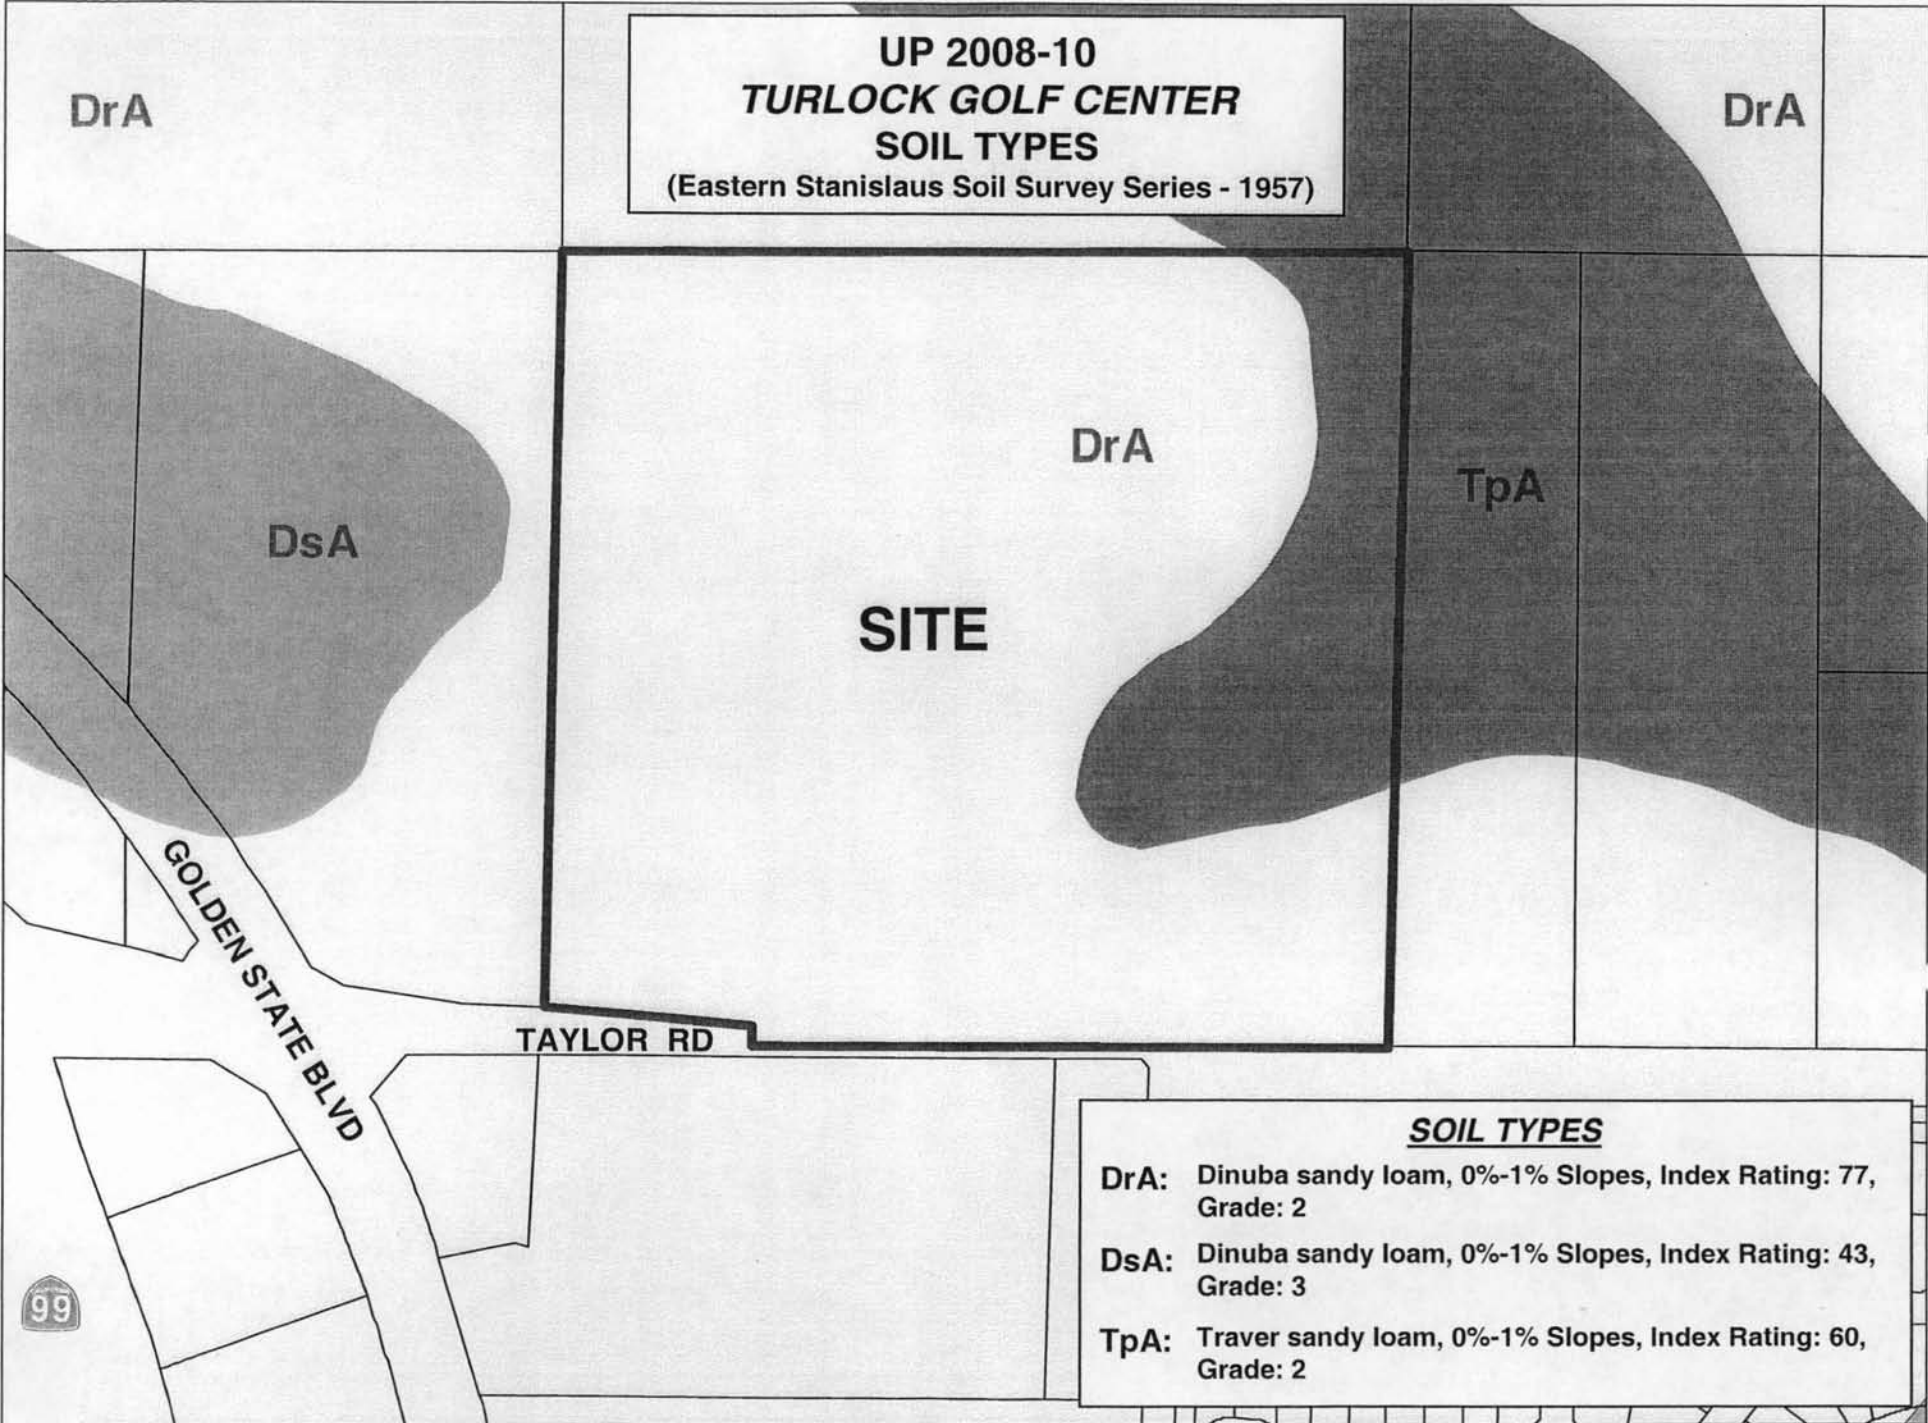 UP 2008-10
TURLOCK GOLF CENTER
SOIL TYPES
(Eastern Stanislaus Soil Survey Series - 1957)
DrA
DrA
DrA
TpA
DsA
SITE
GOLDEN STATE BLVD
TAYLOR RD
99
SOIL TYPES
DrA: Dinuba sandy loam, 0%-1% Slopes, Index Rating: 77,
Grade: 2
DsA: Dinuba sandy loam, 0%-1% Slopes, Index Rating: 43,
Grade: 3
TpA: Traver sandy loam, 0%-1% Slopes, Index Rating: 60,
Grade: 2